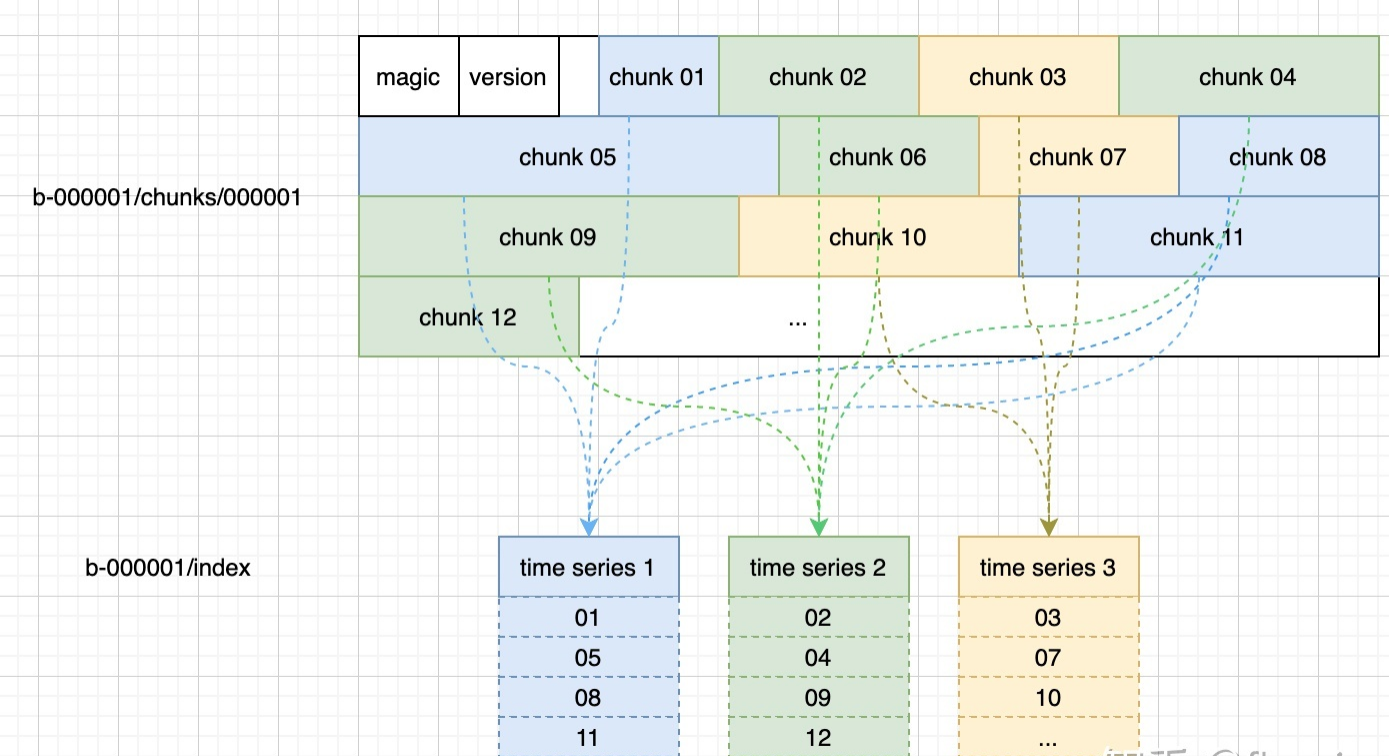 magic version chunk 01 chunk 02 chunk 03 chunk 04
chunk 05 chunk 06 chunk 07 chunk 08
b-000001/chunks/000001
chunk 09 chunk 10 chunk 11
chunk 12 ...
b-000001/index
time series 1 time series 2 time series 3
01 02 03
05 04 07
08 09 10
11 12 ...